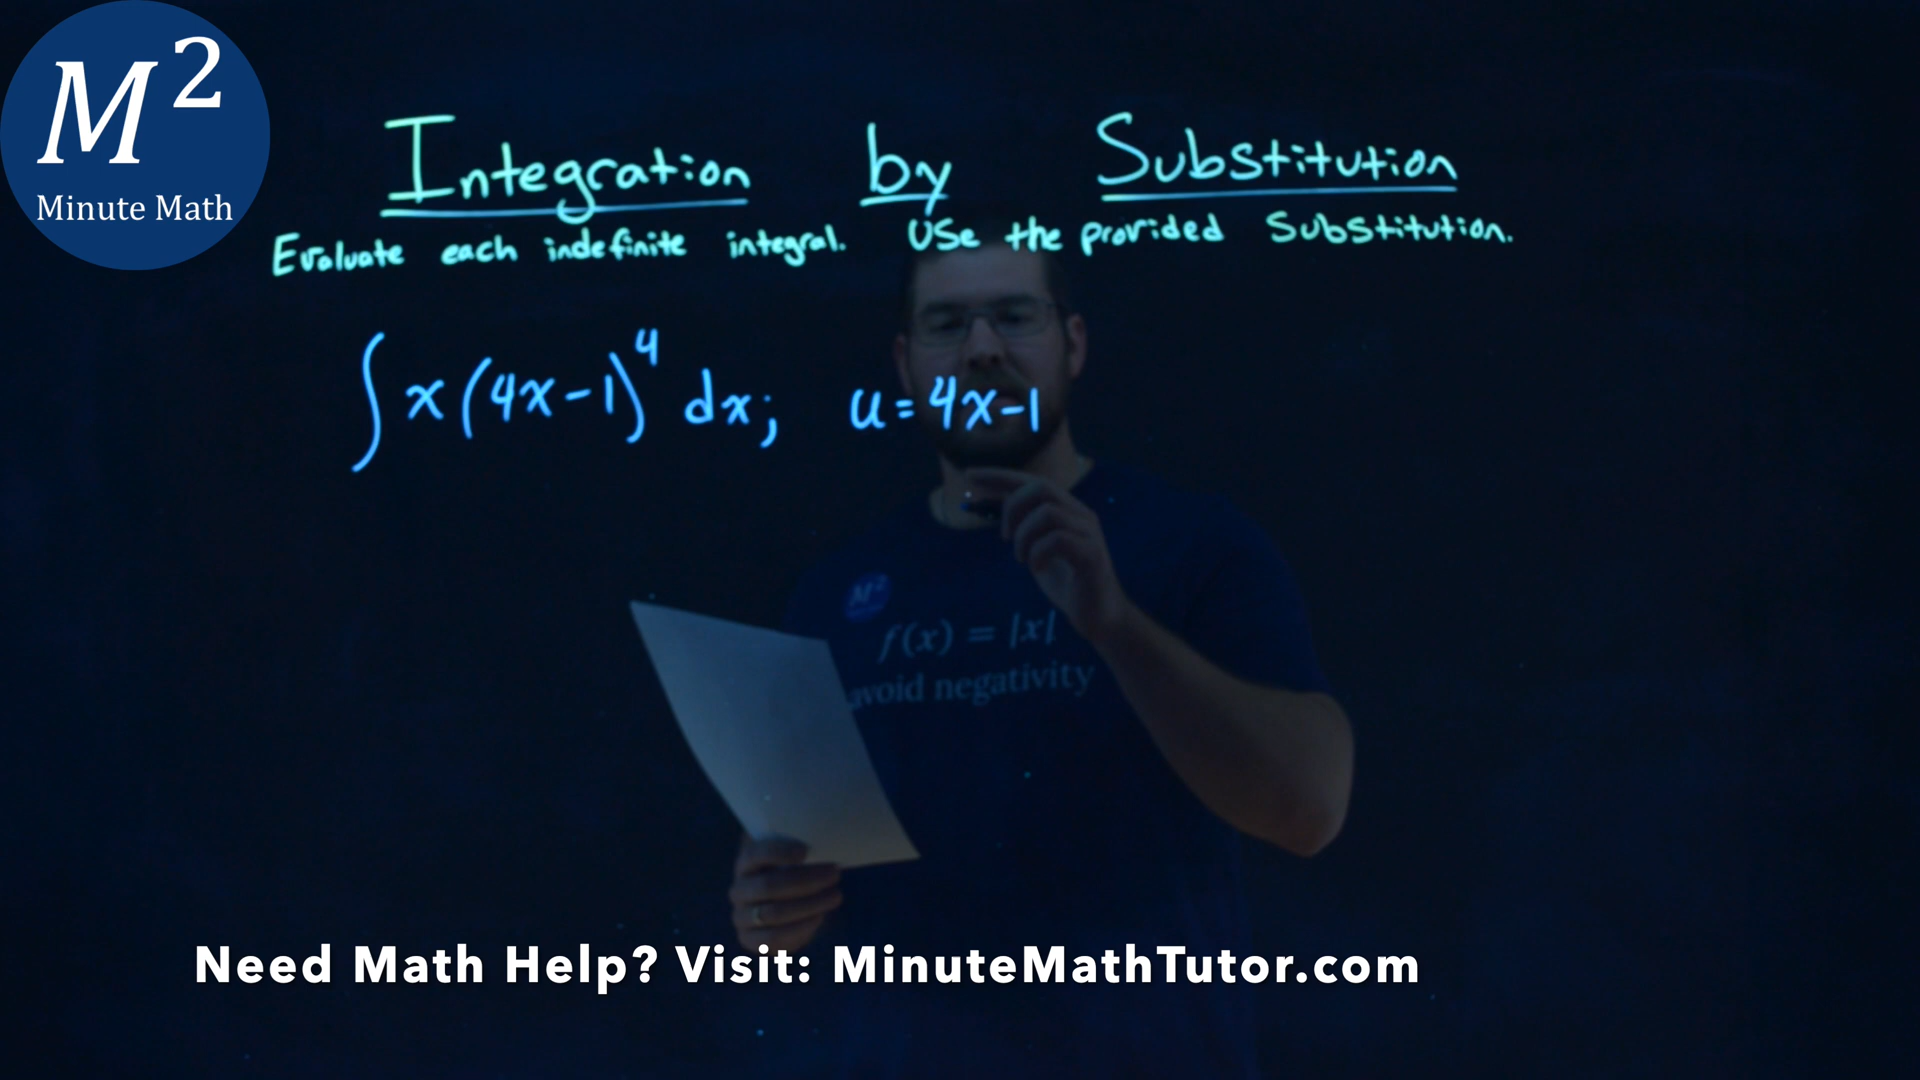 M²
Minute Math
Integration by Substitution
Evaluate each indefinite integral. Use the provided Substitution.
∫ x(4x-1)⁴ dx; u=4x-1
M²
f(x) = |x|
avoid negativity
Need Math Help? Visit: MinuteMathTutor.com